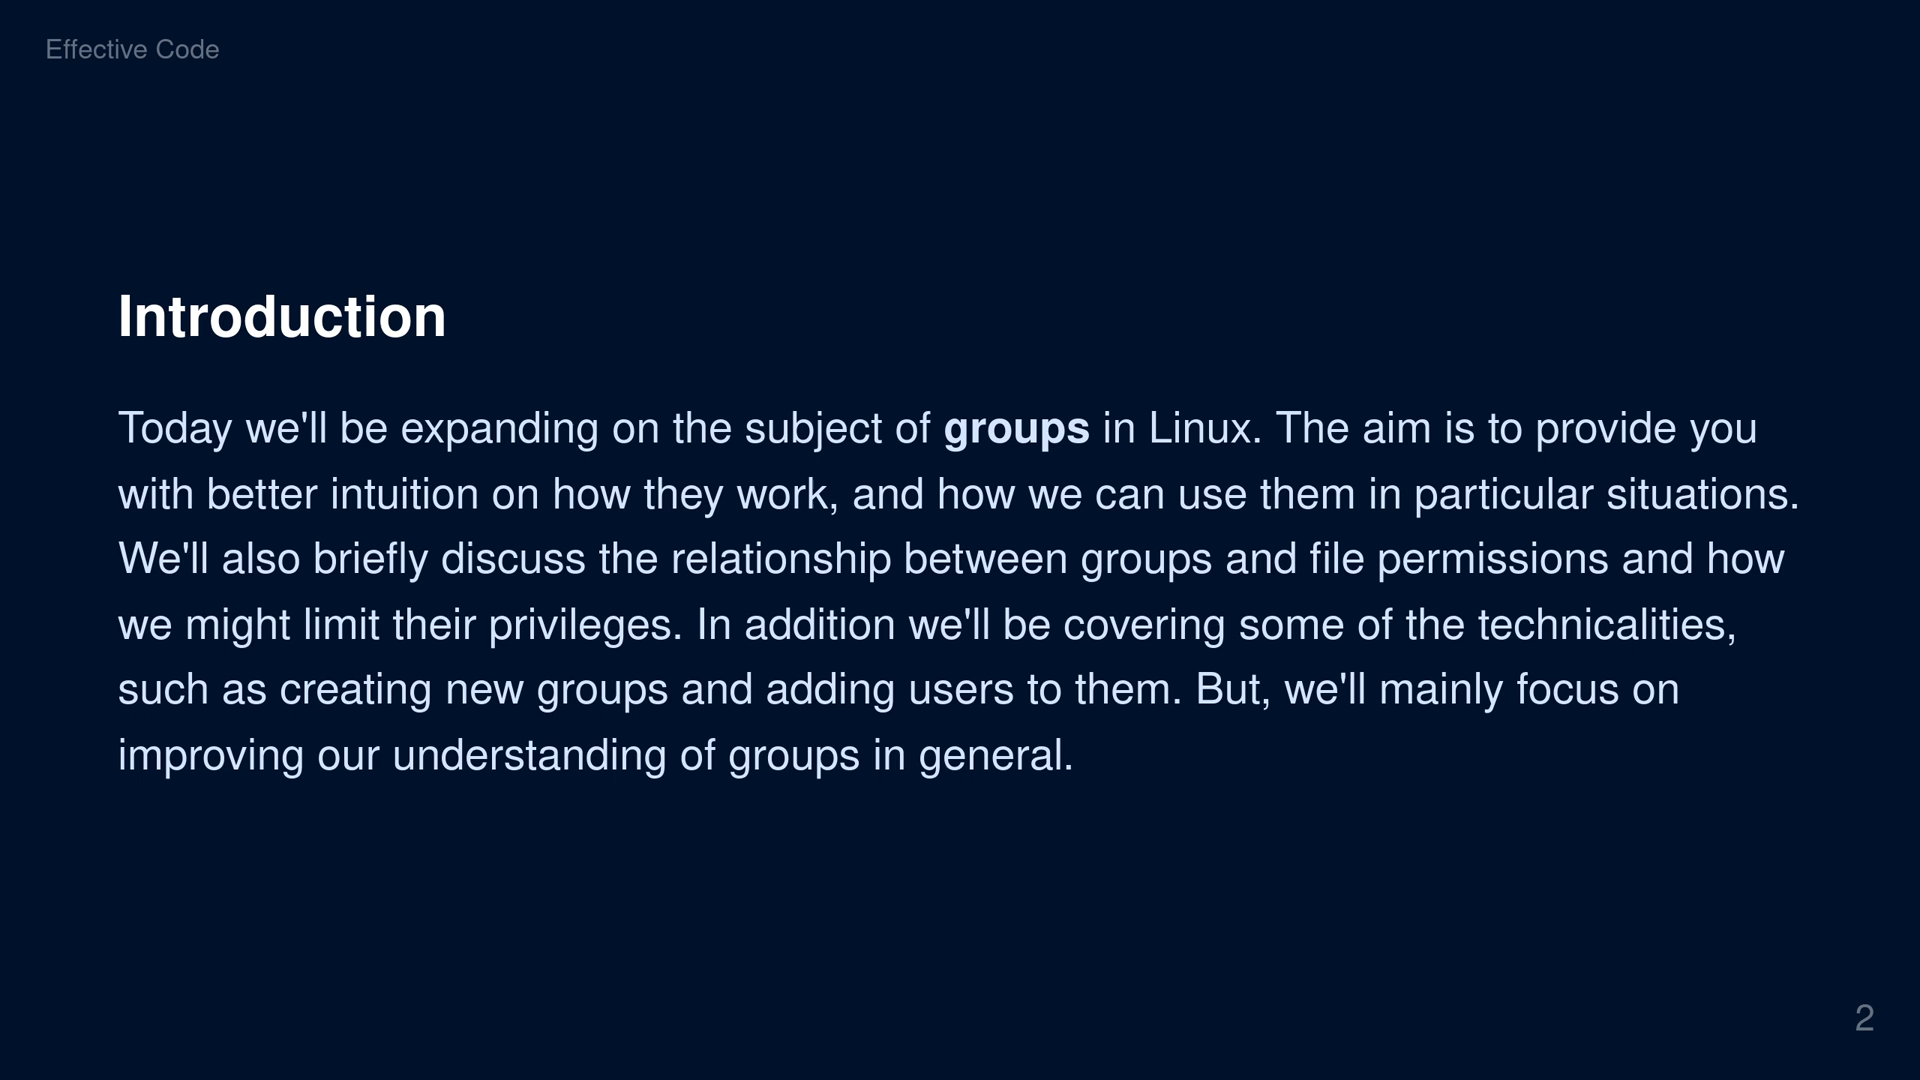 Effective Code
Introduction
Today we'll be expanding on the subject of groups in Linux. The aim is to provide you
with better intuition on how they work, and how we can use them in particular situations.
We'll also briefly discuss the relationship between groups and file permissions and how
we might limit their privileges. In addition we'll be covering some of the technicalities,
such as creating new groups and adding users to them. But, we'll mainly focus on
improving our understanding of groups in general.
2